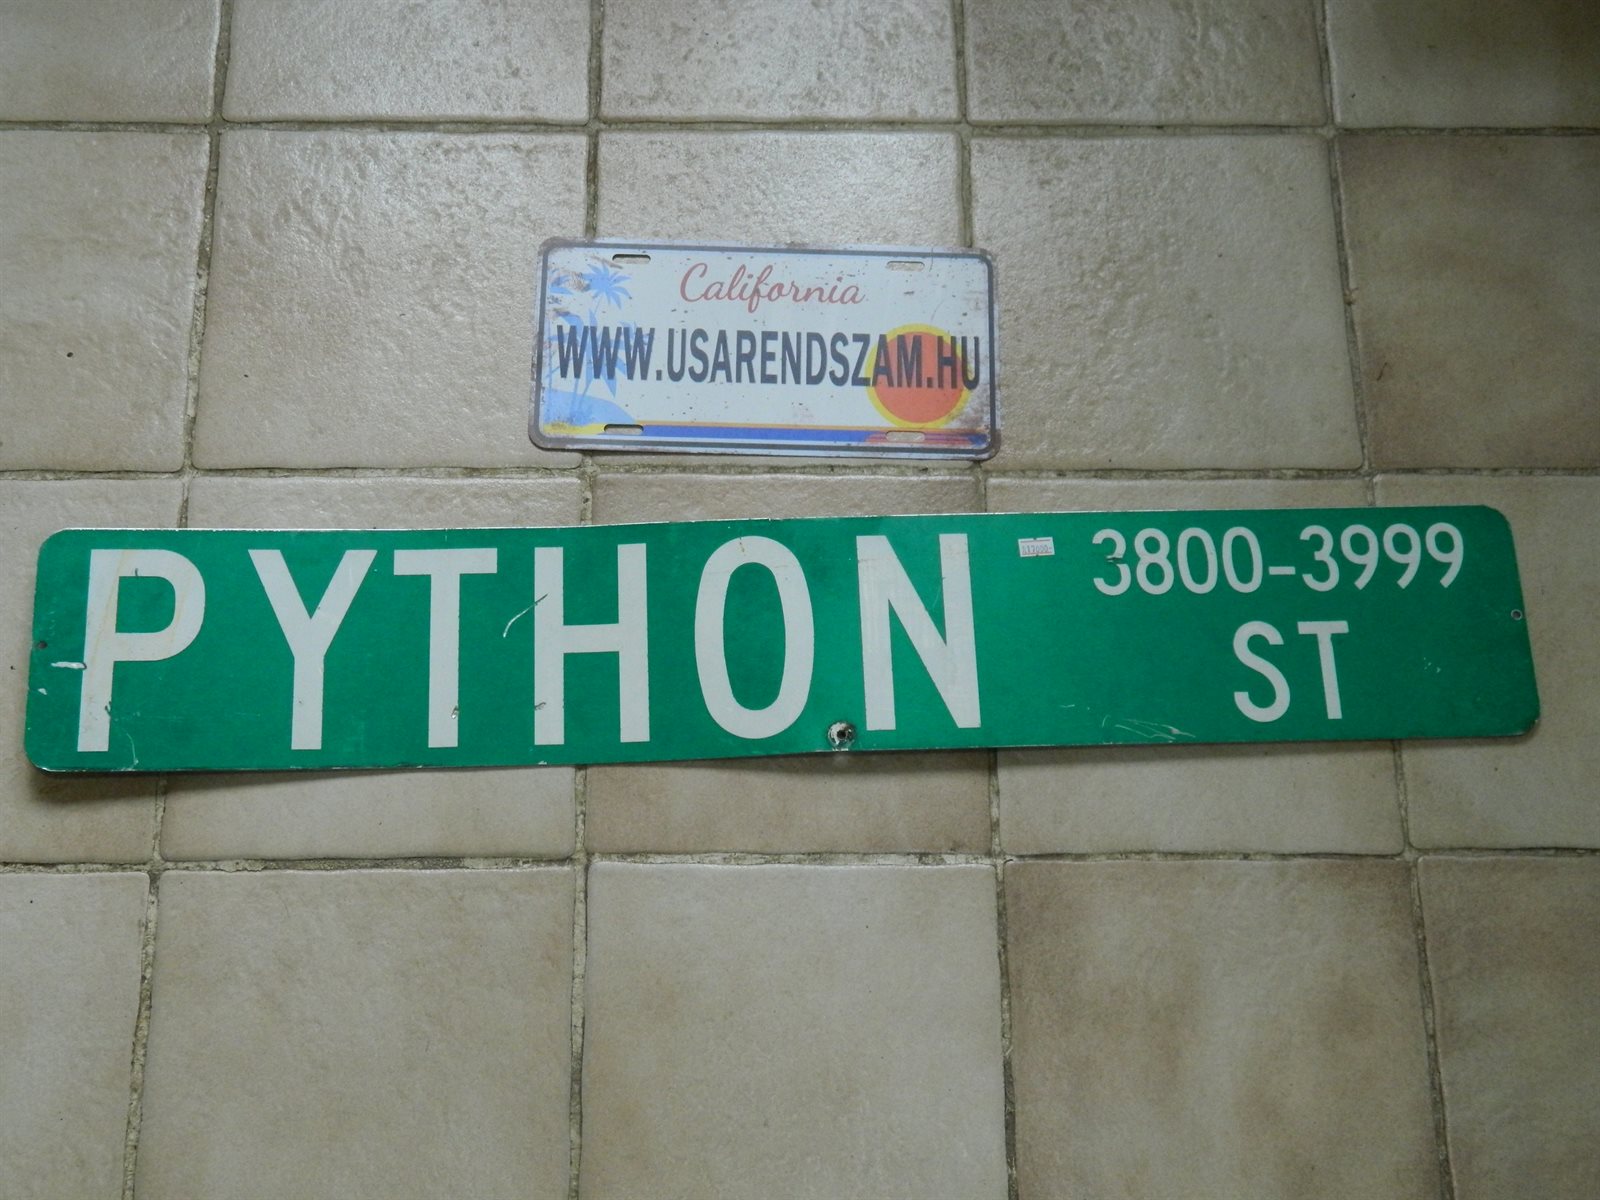 California
WWW.USARENDSZAM.HU
PYTHON
3800-3999
ST